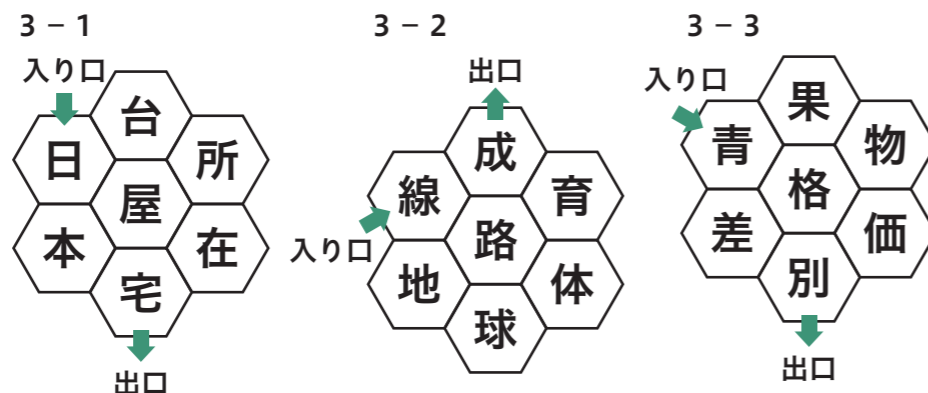 3 − 1
入り口
台
日
所
屋
本
在
宅
出口
3 − 2
出口
成
線
育
路
入り口
地
体
球
3 − 3
入り口
果
青
物
格
差
価
別
出口